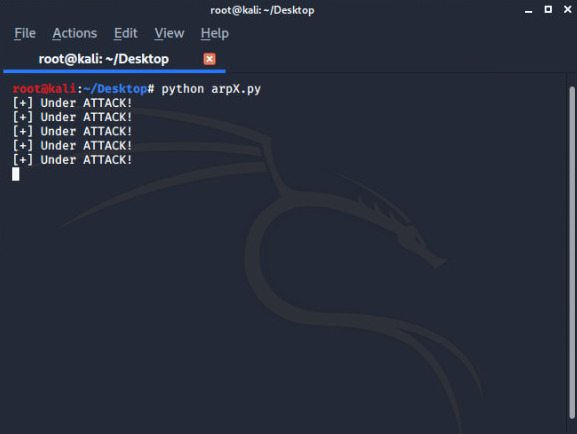 root@kali: ~/Desktop
File Actions Edit View Help
root@kali: ~/Desktop
root@kali:~/Desktop# python arpX.py
[+] Under ATTACK!
[+] Under ATTACK!
[+] Under ATTACK!
[+] Under ATTACK!
[+] Under ATTACK!